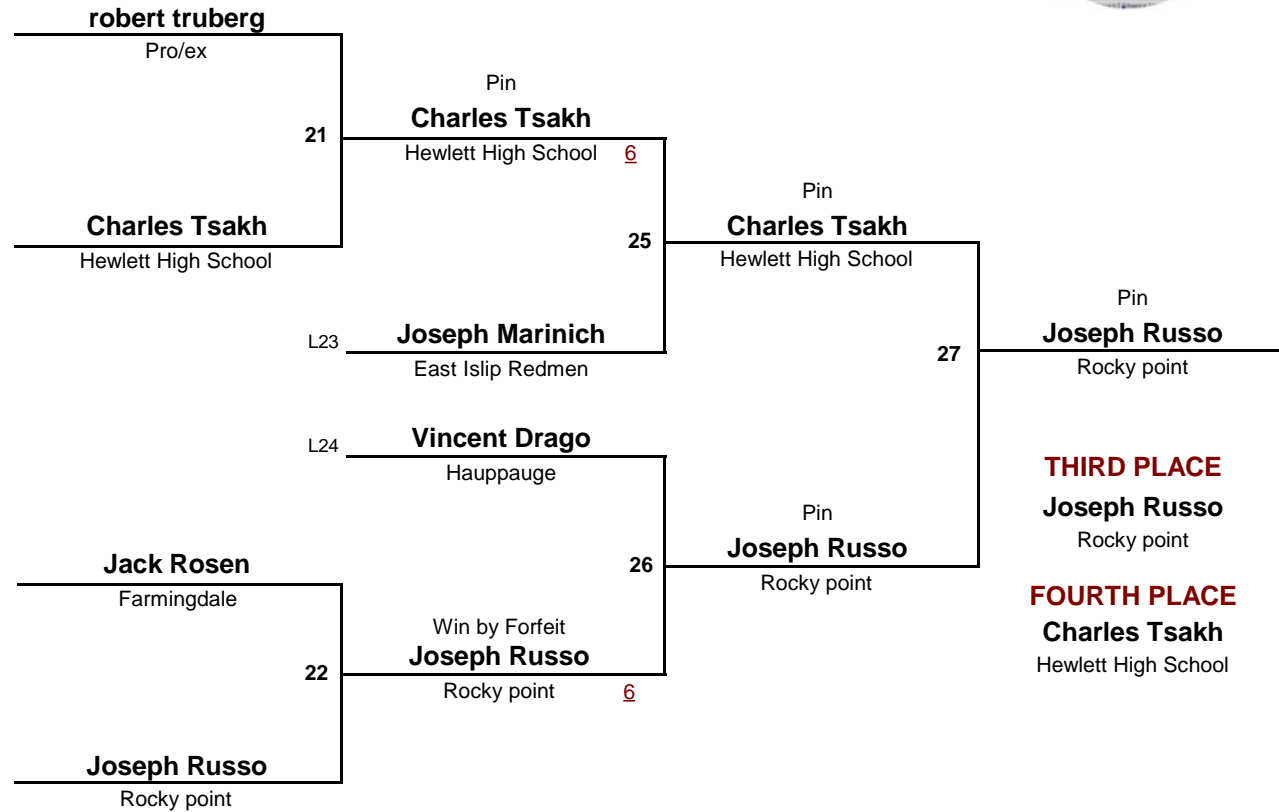 robert truberg
Pro/ex
Pin
Charles Tsakh
21
Hewlett High School 6
Pin
Charles Tsakh
Charles Tsakh
25
Hewlett High School
Hewlett High School
Pin
L23
Joseph Marinich
Joseph Russo
East Islip Redmen
27
Rocky point
L24
Vincent Drago
Hauppauge
THIRD PLACE
Joseph Russo
Rocky point
Pin
Joseph Russo
Jack Rosen
26
Rocky point
Farmingdale
FOURTH PLACE
Charles Tsakh
Hewlett High School
Win by Forfeit
Joseph Russo
22
Rocky point 6
Joseph Russo
Rocky point